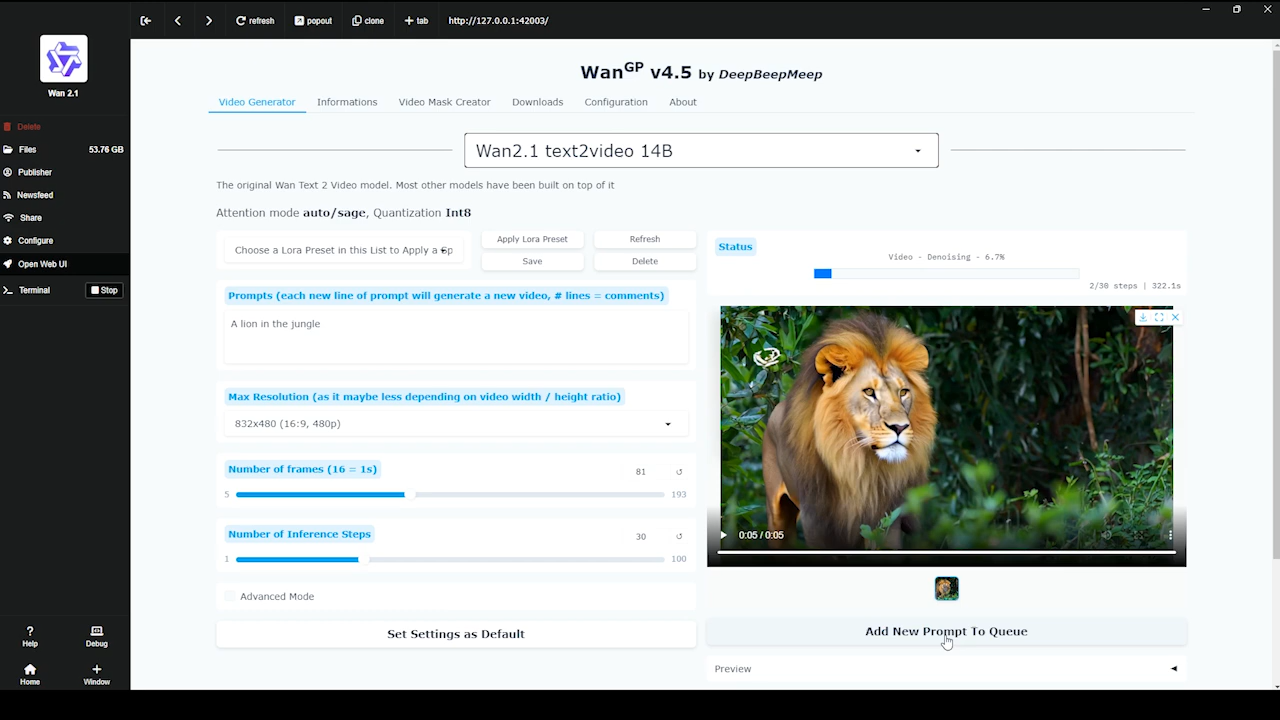 refresh
popout
clone
tab
http://127.0.0.1:42003/
Wan 2.1
Delete
Files 53.76 GB
Publisher
Newsfeed
Share
Configure
Open Web UI
Terminal Stop
Help Debug
Home Window
WanGP v4.5 by DeepBeepMeep
Video Generator Informations Video Mask Creator Downloads Configuration About
Wan2.1 text2video 14B
The original Wan Text 2 Video model. Most other models have been built on top of it
Attention mode auto/sage, Quantization Int8
Choose a Lora Preset in this List to Apply a Sp
Apply Lora Preset Refresh
Save Delete
Prompts (each new line of prompt will generate a new video, # lines = comments)
A lion in the jungle
Max Resolution (as it maybe less depending on video width / height ratio)
832x480 (16:9, 480p)
Number of frames (16 = 1s) 81
5 193
Number of Inference Steps 30
1 100
Advanced Mode
Set Settings as Default
Status
Video - Denoising - 6.7%
2/30 steps | 322.1s
0:05 / 0:05
Add New Prompt To Queue
Preview